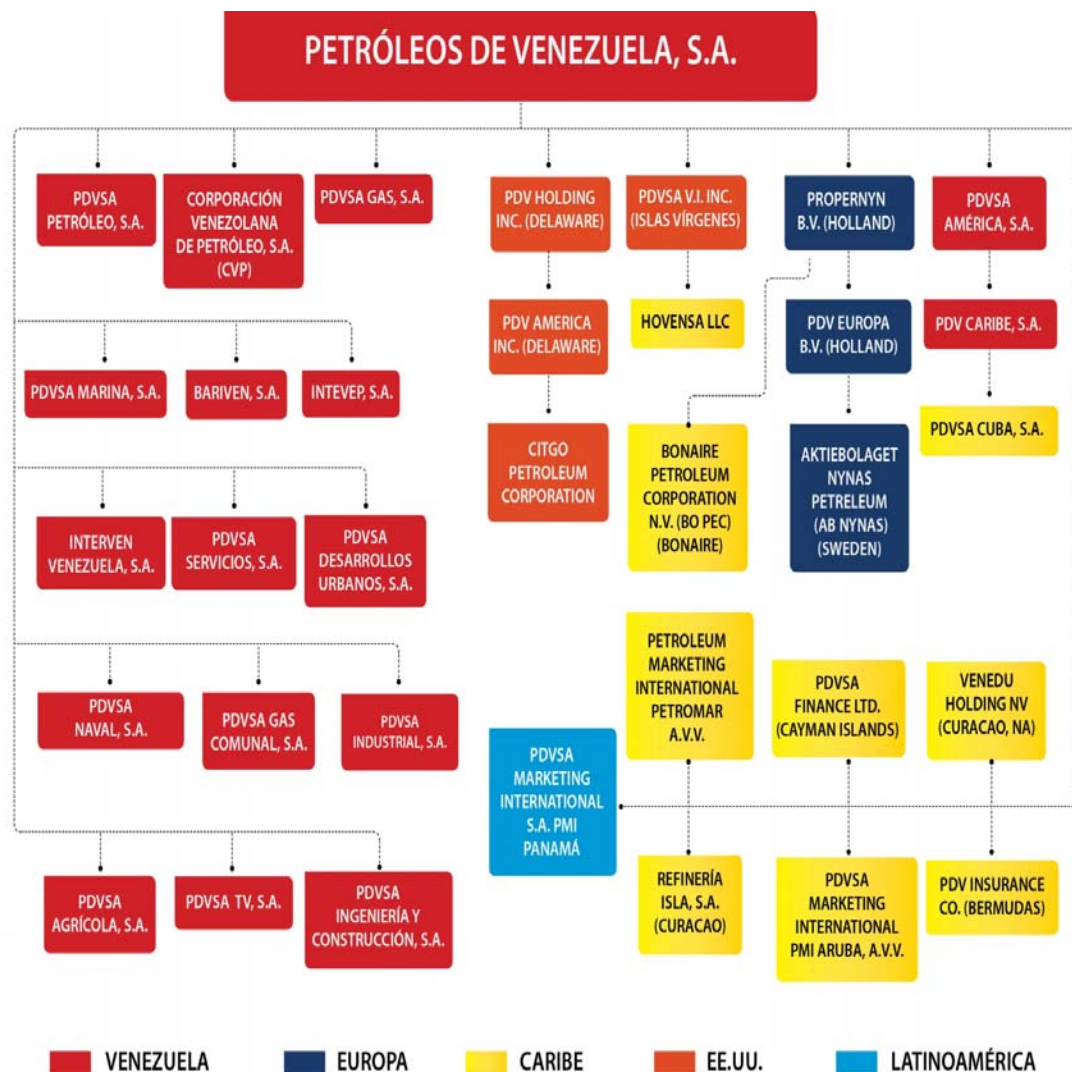 PETRÓLEOS DE VENEZUELA, S.A.
PDVSA
PETRÓLEO, S.A.
CORPORACIÓN
VENEZOLANA
DE PETRÓLEO, S.A.
(CVP)
PDVSA GAS, S.A.
PDV HOLDING
INC. (DELAWARE)
PDVSA V.I. INC.
(ISLAS VÍRGENES)
PROPERNYN
B.V. (HOLLAND)
PDVSA
AMÉRICA, S.A.
PDV AMERICA
INC. (DELAWARE)
HOVENSA LLC
PDV EUROPA
B.V. (HOLLAND)
PDV CARIBE, S.A.
PDVSA MARINA, S.A.
BARIVEN, S.A.
INTEVEP, S.A.
CITGO
PETROLEUM
CORPORATION
BONAIRE
PETROLEUM
CORPORATION
N.V. (BO PEC)
(BONAIRE)
AKTIEBOLAGET
NYNAS
PETRELEUM
(AB NYNAS)
(SWEDEN)
PDVSA CUBA, S.A.
INTERVEN
VENEZUELA, S.A.
PDVSA
SERVICIOS, S.A.
PDVSA
DESARROLLOS
URBANOS, S.A.
PETROLEUM
MARKETING
INTERNATIONAL
PETROMAR
A.V.V.
PDVSA
FINANCE LTD.
(CAYMAN ISLANDS)
VENEDU
HOLDING NV
(CURACAO, NA)
PDVSA
NAVAL, S.A.
PDVSA GAS
COMUNAL, S.A.
PDVSA
INDUSTRIAL, S.A.
PDVSA
MARKETING
INTERNATIONAL
S.A. PMI
PANAMÁ
PDVSA
AGRÍCOLA, S.A.
PDVSA TV, S.A.
PDVSA
INGENIERÍA Y
CONSTRUCCIÓN, S.A.
REFINERÍA
ISLA, S.A.
(CURACAO)
PDVSA
MARKETING
INTERNATIONAL
PMI ARUBA, A.V.V.
PDV INSURANCE
CO. (BERMUDAS)
VENEZUELA
EUROPA
CARIBE
EE.UU.
LATINOAMÉRICA